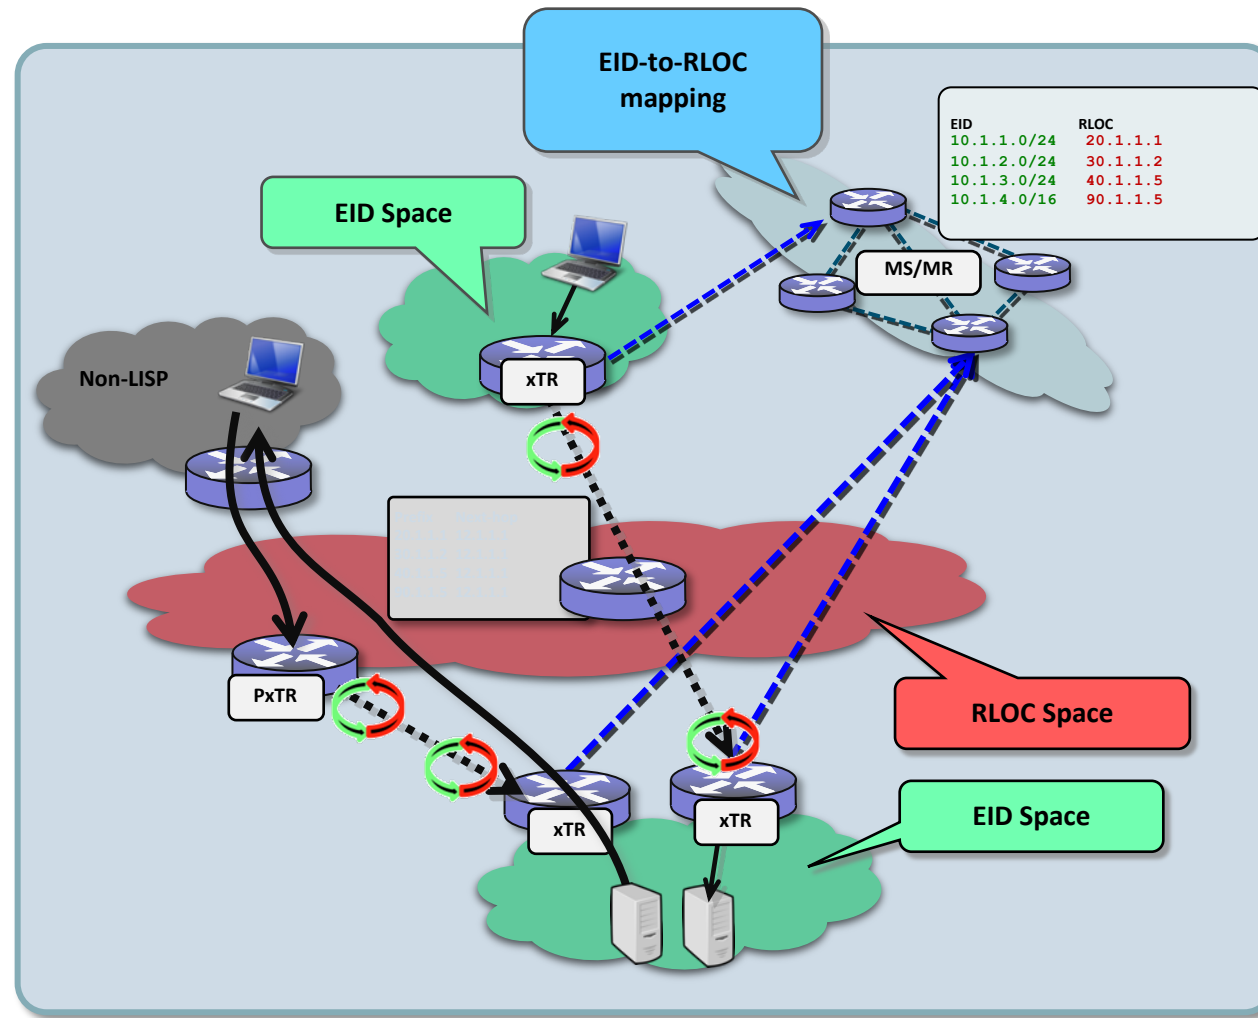 EID-to-RLOC
mapping
EID RLOC
10.1.1.0/24 20.1.1.1
10.1.2.0/24 30.1.1.2
10.1.3.0/24 40.1.1.5
10.1.4.0/16 90.1.1.5
EID Space
MS/MR
Non-LISP
xTR
PxTR
RLOC Space
xTR
xTR
EID Space